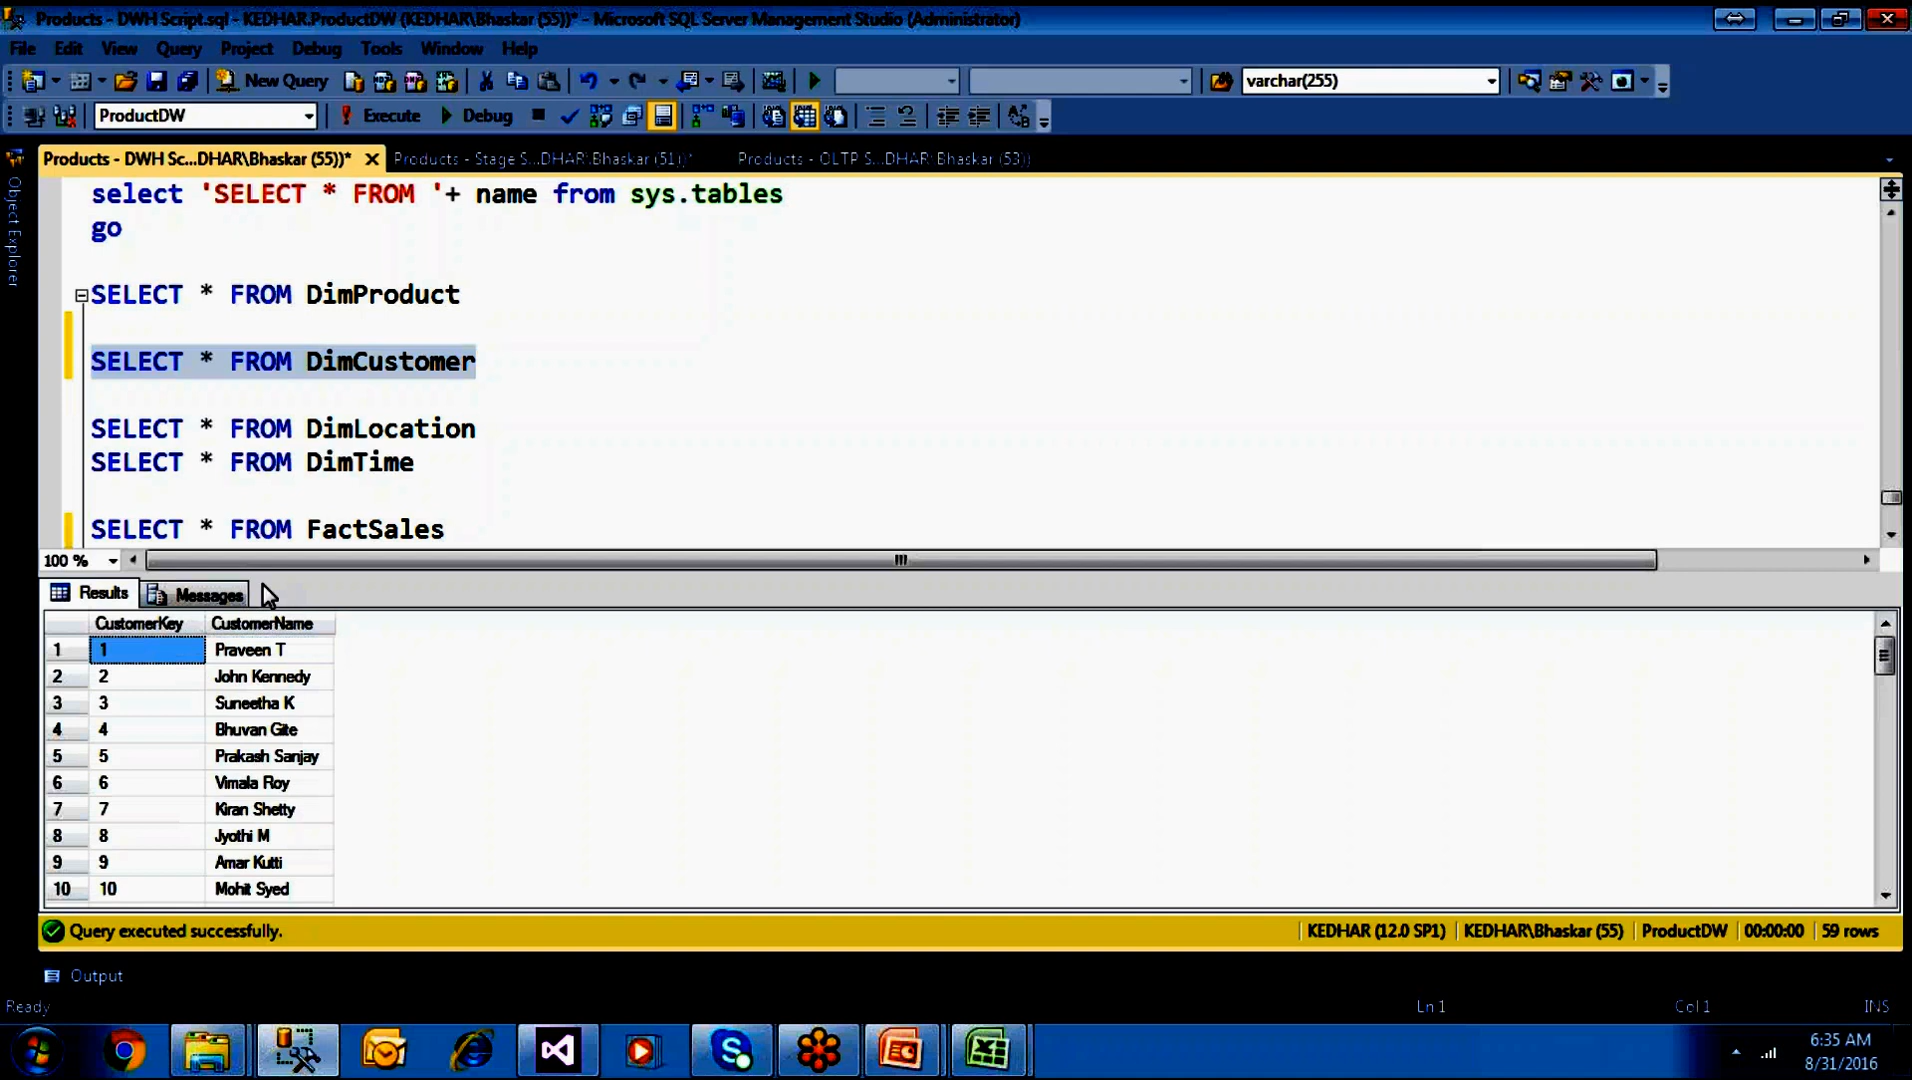 Products - DWH Script.sql - KEDHAR.ProductDW (KEDHAR\Bhaskar (55))* - Microsoft SQL Server Management Studio (Administrator)
File Edit View Query Project Debug Tools Window Help
New Query varchar(255)
ProductDW Execute Debug
Products - DWH Sc...DHAR\Bhaskar (55))* Products - Stage S...DHAR\Bhaskar (51))* Products - OLTP S...DHAR\Bhaskar (53))
Object Explorer
select 'SELECT * FROM '+ name from sys.tables
go
SELECT * FROM DimProduct
SELECT * FROM DimCustomer
SELECT * FROM DimLocation
SELECT * FROM DimTime
SELECT * FROM FactSales
100 %
Results Messages
CustomerKey CustomerName
1 1 Praveen T
2 2 John Kennedy
3 3 Suneetha K
4 4 Bhuvan Gite
5 5 Prakash Sanjay
6 6 Vimala Roy
7 7 Kiran Shetty
8 8 Jyothi M
9 9 Amar Kutti
10 10 Mohit Syed
Query executed successfully. KEDHAR (12.0 SP1) KEDHAR\Bhaskar (55) ProductDW 00:00:00 59 rows
Output
Ready Ln 1 Col 1 INS
6:35 AM
8/31/2016